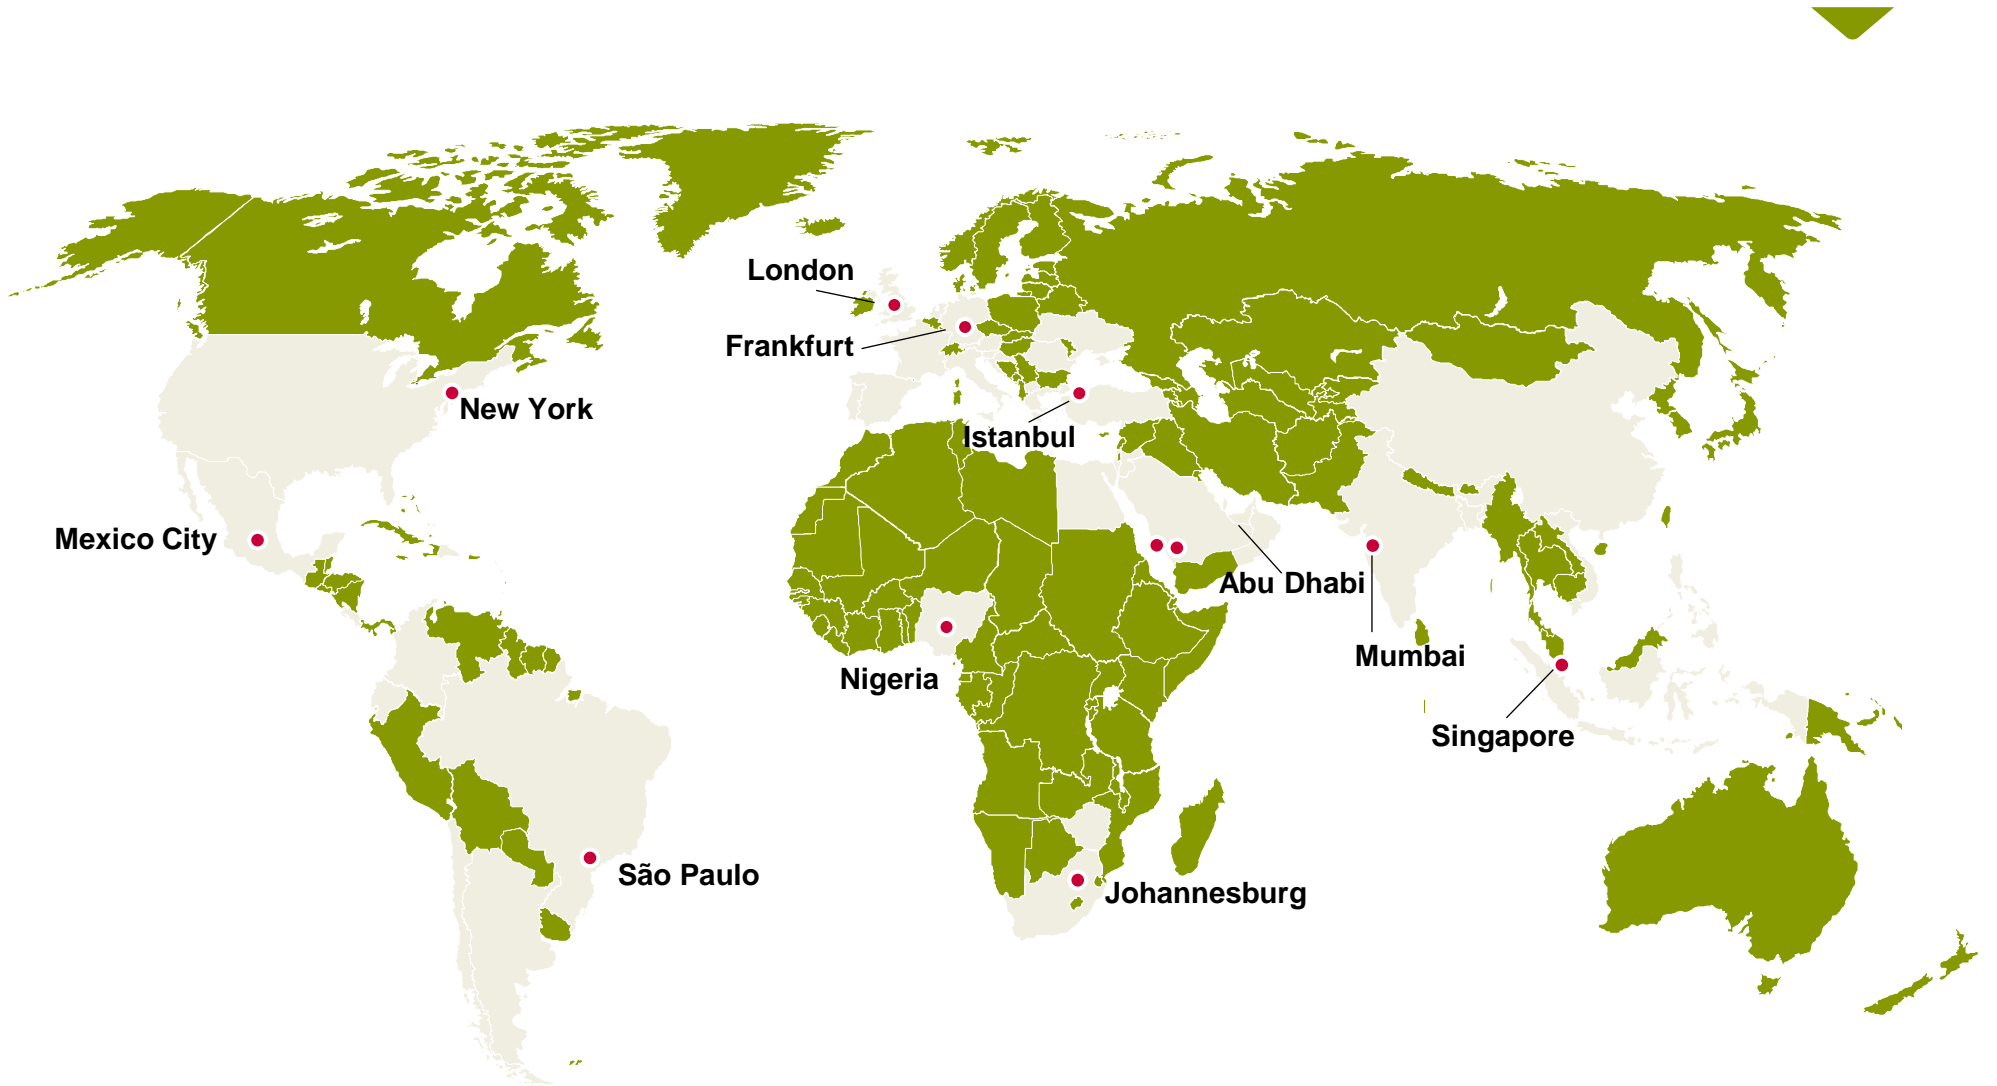 London
Frankfurt
New York
Istanbul
Mexico City
Abu Dhabi
Mumbai
Nigeria
Singapore
São Paulo
Johannesburg